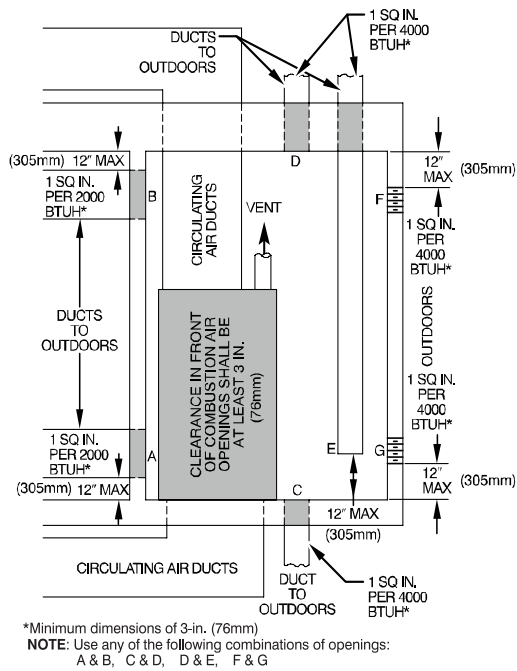 DUCTS
TO
OUTDOORS
1 SQ IN.
PER 4000
BTUH*
(305mm)
12" MAX
1 SQ IN.
PER 2000
BTUH*
B
D
F
CIRCULATING
AIR DUCTS
VENT
12"
MAX
(305mm)
1 SQ IN.
PER
4000
BTUH*
DUCTS
TO
OUTDOORS
OUTDOORS
CLEARANCE IN FRONT
OF COMBUSTION AIR
OPENINGS SHALL BE
AT LEAST 3 IN.
(76mm)
1 SQ IN.
PER
4000
BTUH*
1 SQ IN.
PER 2000
BTUH*
A
E
G
(305mm)
12" MAX
C
12" MAX
(305mm)
12"
MAX
(305mm)
CIRCULATING AIR DUCTS
DUCT
TO
OUTDOORS
1 SQ IN.
PER 4000
BTUH*
*Minimum dimensions of 3-in. (76mm)
NOTE: Use any of the following combinations of openings:
A & B, C & D, D & E, F & G